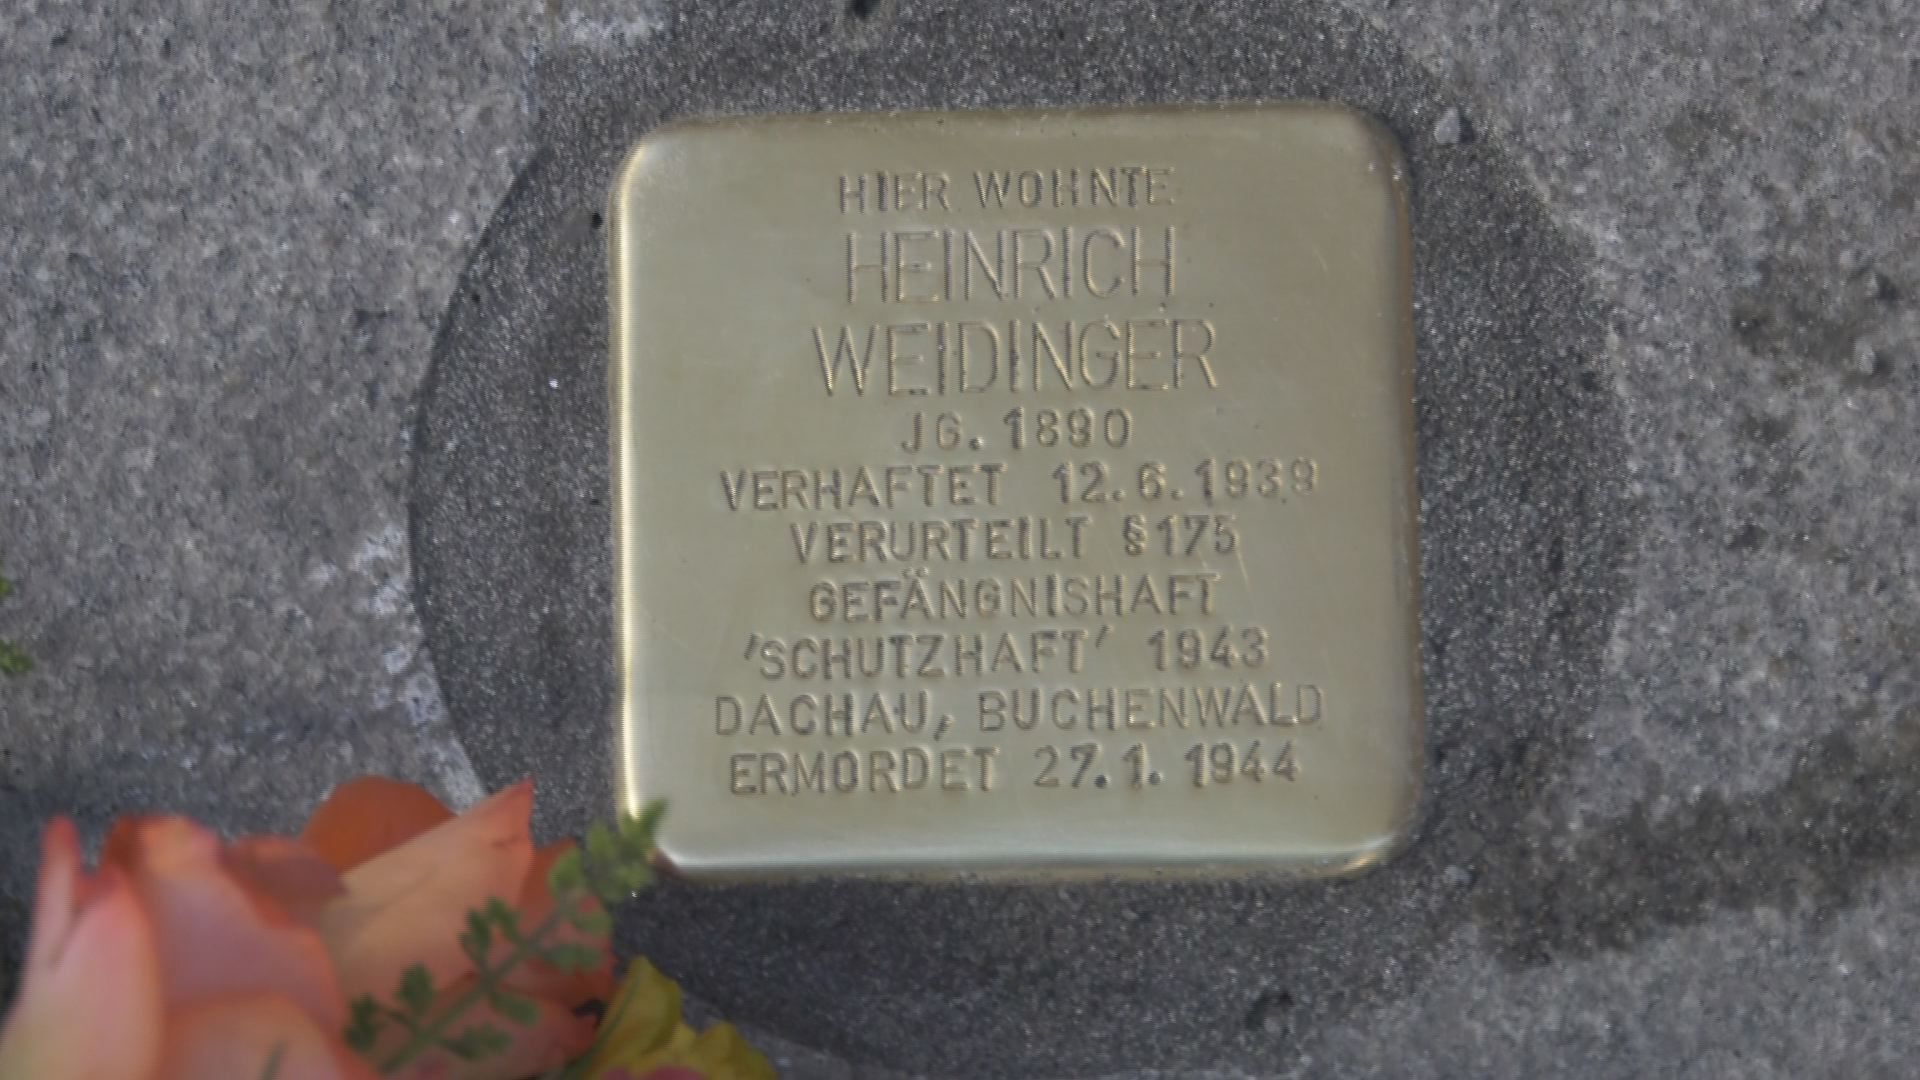 HIER WOHNTE
HEINRICH
WEIDINGER
JG. 1890
VERHAFTET 12.6.1939
VERURTEILT §175
GEFÄNGNISHAFT
'SCHUTZHAFT' 1943
DACHAU, BUCHENWALD
ERMORDET 27.1.1944